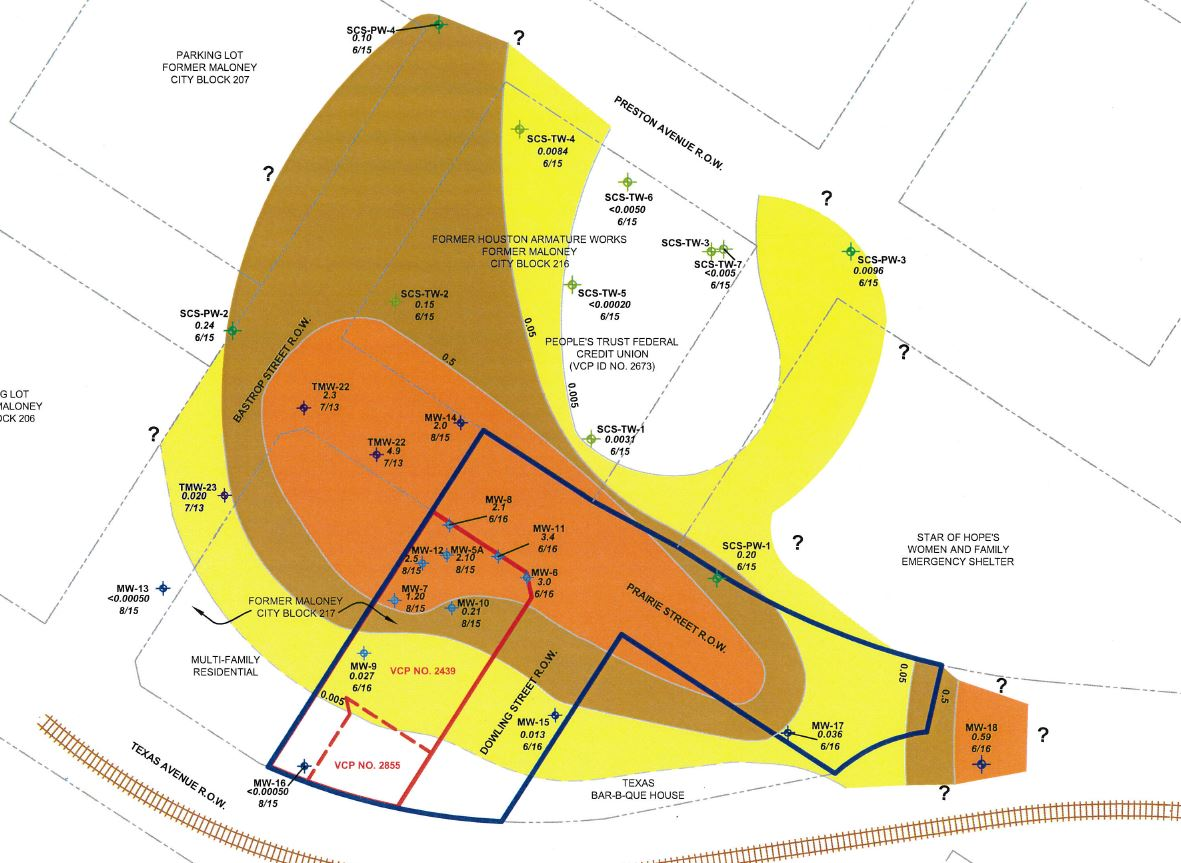 SCS-PW-4
0.10
6/15
?
PARKING LOT
FORMER MALONEY
CITY BLOCK 207
PRESTON AVENUE R.O.W.
SCS-TW-4
0.0084
6/15
?
SCS-TW-6
<0.0050
6/15
?
FORMER HOUSTON ARMATURE WORKS
FORMER MALONEY
CITY BLOCK 216
SCS-TW-3
SCS-TW-7
<0.005
6/15
SCS-PW-3
0.0096
6/15
SCS-TW-2
0.15
6/15
SCS-TW-5
<0.00020
6/15
SCS-PW-2
0.24
6/15
BASTROP STREET R.O.W.
0.05
0.5
PEOPLE'S TRUST FEDERAL
CREDIT UNION
(VCP ID NO. 2673)
?
G LOT
MALONEY
OCK 206
TMW-22
2.3
7/13
0.005
MW-14
2.0
8/15
?
TMW-22
4.9
7/13
SCS-TW-1
0.0031
6/15
TMW-23
0.020
7/13
MW-8
2.1
6/16
MW-11
3.4
6/16
?
STAR OF HOPE'S
WOMEN AND FAMILY
EMERGENCY SHELTER
MW-12
2.5
8/15
MW-5A
2.10
8/15
SCS-PW-1
0.20
6/15
MW-6
3.0
6/16
MW-13
<0.00050
8/15
MW-7
1.20
8/15
MW-10
0.21
8/15
FORMER MALONEY
CITY BLOCK 217
PRAIRIE STREET R.O.W.
MULTI-FAMILY
RESIDENTIAL
MW-9
0.027
6/16
VCP NO. 2439
0.005
DOWLING STREET R.O.W.
0.05
0.5
?
MW-15
0.013
6/16
MW-17
0.036
6/16
MW-18
0.59
6/16
?
TEXAS AVENUE R.O.W.
VCP NO. 2855
MW-16
<0.00050
8/15
TEXAS
BAR-B-QUE HOUSE
?